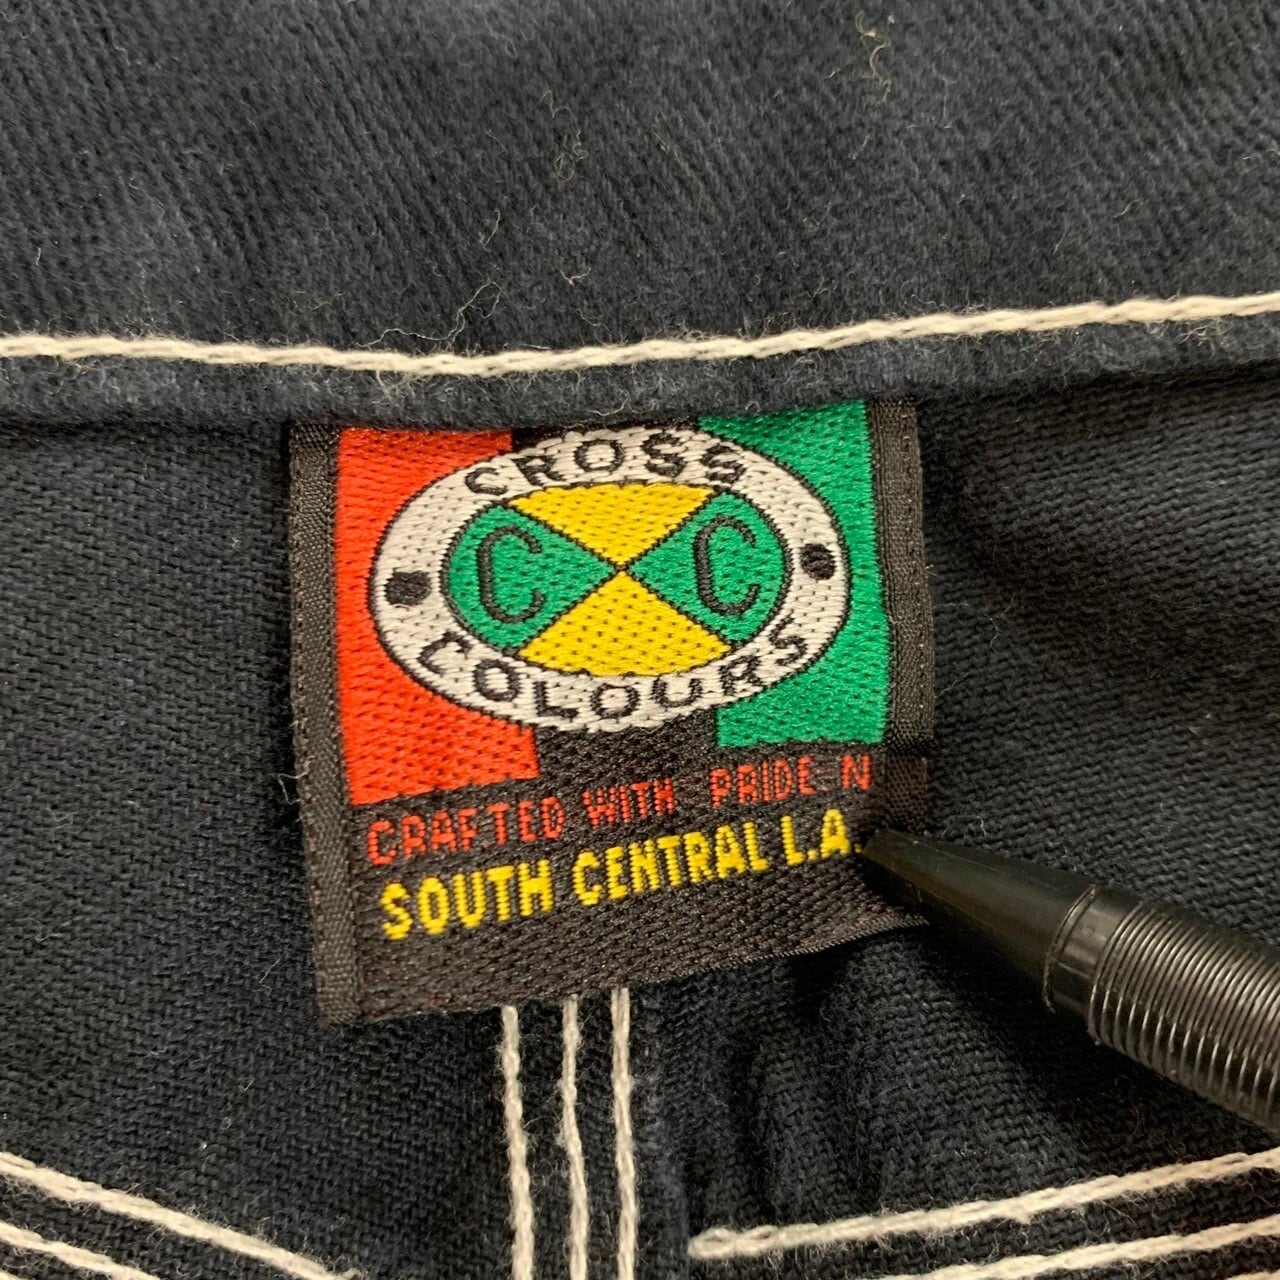 CROSS
C C
COLOURS
CRAFTED WITH PRIDE N
SOUTH CENTRAL L.A.